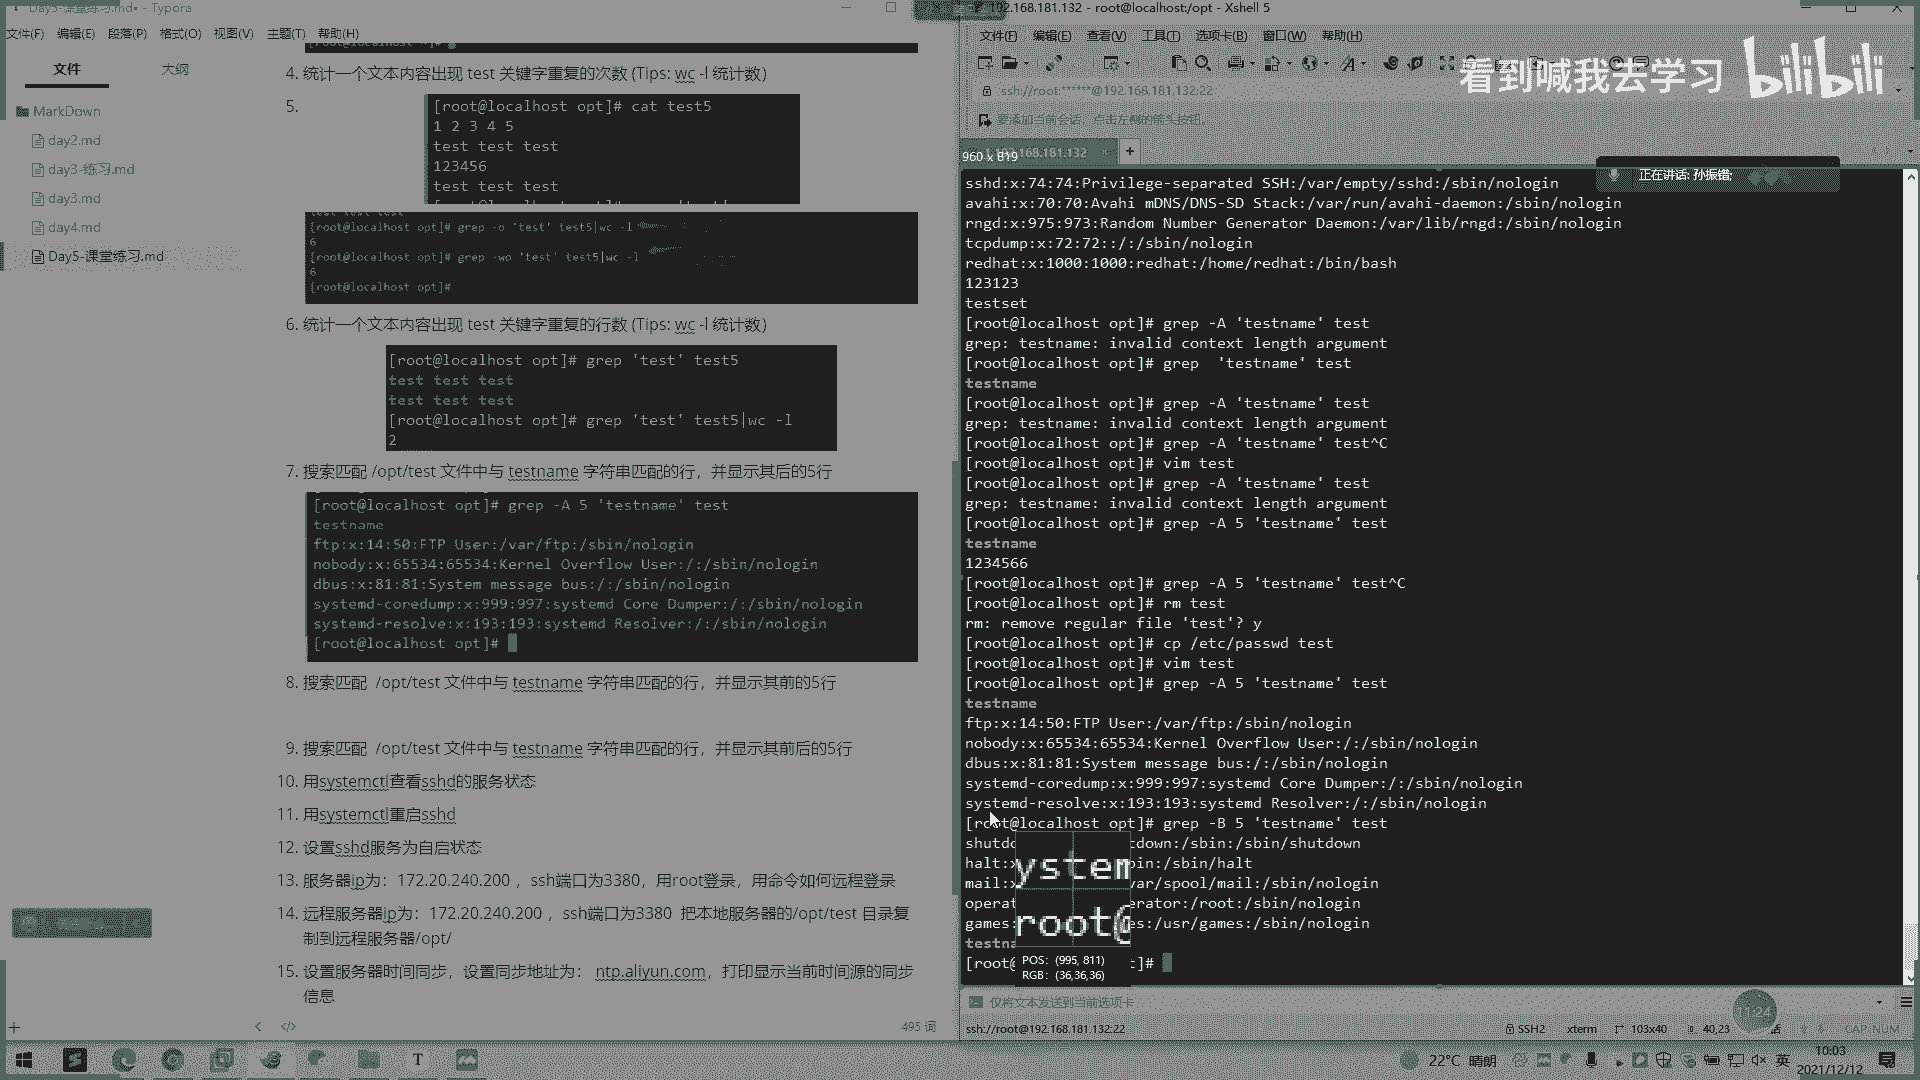 Day5-课堂练习.md - Typora
文件(F) 编辑(E) 段落(P) 格式(O) 视图(V) 主题(T) 帮助(H)
文件 大纲
MarkDown
day2.md
day3-练习.md
day3.md
day4.md
Day5-课堂练习.md
4. 统计一个文本内容出现 test 关键字重复的次数 (Tips: wc -l 统计数)
5.
[root@localhost opt]# cat test5
1 2 3 4 5
test test test
123456
test test test
[root@localhost opt]# grep -o 'test' test5|wc -l
6
[root@localhost opt]# grep -wo 'test' test5|wc -l
6
[root@localhost opt]#
6. 统计一个文本内容出现 test 关键字重复的行数 (Tips: wc -l 统计数)
[root@localhost opt]# grep 'test' test5
test test test
test test test
[root@localhost opt]# grep 'test' test5|wc -l
2
7. 搜索匹配 /opt/test 文件中与 testname 字符串匹配的行，并显示其后的5行
[root@localhost opt]# grep -A 5 'testname' test
testname
ftp:x:14:50:FTP User:/var/ftp:/sbin/nologin
nobody:x:65534:65534:Kernel Overflow User:/:/sbin/nologin
dbus:x:81:81:System message bus:/:/sbin/nologin
systemd-coredump:x:999:997:systemd Core Dumper:/:/sbin/nologin
systemd-resolve:x:193:193:systemd Resolver:/:/sbin/nologin
[root@localhost opt]#
8. 搜索匹配 /opt/test 文件中与 testname 字符串匹配的行，并显示其前的5行
9. 搜索匹配 /opt/test 文件中与 testname 字符串匹配的行，并显示其前后的5行
10. 用systemctl查看sshd的服务状态
11. 用systemctl重启sshd
12. 设置sshd服务为自启状态
13. 服务器ip为：172.20.240.200 ，ssh端口为3380，用root登录，用命令如何远程登录
14. 远程服务器ip为：172.20.240.200 ，ssh端口为3380 把本地服务器的/opt/test 目录复
制到远程服务器/opt/
15. 设置服务器时间同步，设置同步地址为： ntp.aliyun.com，打印显示当前时间源的同步
信息
495 词
192.168.181.132 - root@localhost:/opt - Xshell 5
文件(F) 编辑(E) 查看(V) 工具(T) 选项卡(B) 窗口(W) 帮助(H)
看到喊我去学习 bilibili
ssh://root:******@192.168.181.132:22
要添加当前会话，点击左侧的箭头按钮。
960 x 819
192.168.181.132
正在讲话: 孙振锴;
sshd:x:74:74:Privilege-separated SSH:/var/empty/sshd:/sbin/nologin
avahi:x:70:70:Avahi mDNS/DNS-SD Stack:/var/run/avahi-daemon:/sbin/nologin
rngd:x:975:973:Random Number Generator Daemon:/var/lib/rngd:/sbin/nologin
tcpdump:x:72:72::/:/sbin/nologin
redhat:x:1000:1000:redhat:/home/redhat:/bin/bash
123123
testset
[root@localhost opt]# grep -A 'testname' test
grep: testname: invalid context length argument
[root@localhost opt]# grep  'testname' test
testname
[root@localhost opt]# grep -A 'testname' test
grep: testname: invalid context length argument
[root@localhost opt]# grep -A 'testname' test^C
[root@localhost opt]# vim test
[root@localhost opt]# grep -A 'testname' test
grep: testname: invalid context length argument
[root@localhost opt]# grep -A 5 'testname' test
testname
1234566
[root@localhost opt]# grep -A 5 'testname' test^C
[root@localhost opt]# rm test
rm: remove regular file 'test'? y
[root@localhost opt]# cp /etc/passwd test
[root@localhost opt]# vim test
[root@localhost opt]# grep -A 5 'testname' test
testname
ftp:x:14:50:FTP User:/var/ftp:/sbin/nologin
nobody:x:65534:65534:Kernel Overflow User:/:/sbin/nologin
dbus:x:81:81:System message bus:/:/sbin/nologin
systemd-coredump:x:999:997:systemd Core Dumper:/:/sbin/nologin
systemd-resolve:x:193:193:systemd Resolver:/:/sbin/nologin
[root@localhost opt]# grep -B 5 'testname' test
shutdo down:/sbin:/sbin/shutdown
halt:x bin:/sbin/halt
mail:x var/spool/mail:/sbin/nologin
operat erator:/root:/sbin/nologin
games: es:/usr/games:/sbin/nologin
testna
[root@ t]#
ystem
root@
POS: (995, 811)
RGB: (36,36,36)
仅将文本发送到当前选项卡
11:24
ssh://root@192.168.181.132:22 SSH2 xterm 103x40 40,23 CAP NUM
T
22°C 晴朗 英
10:03
2021/12/12